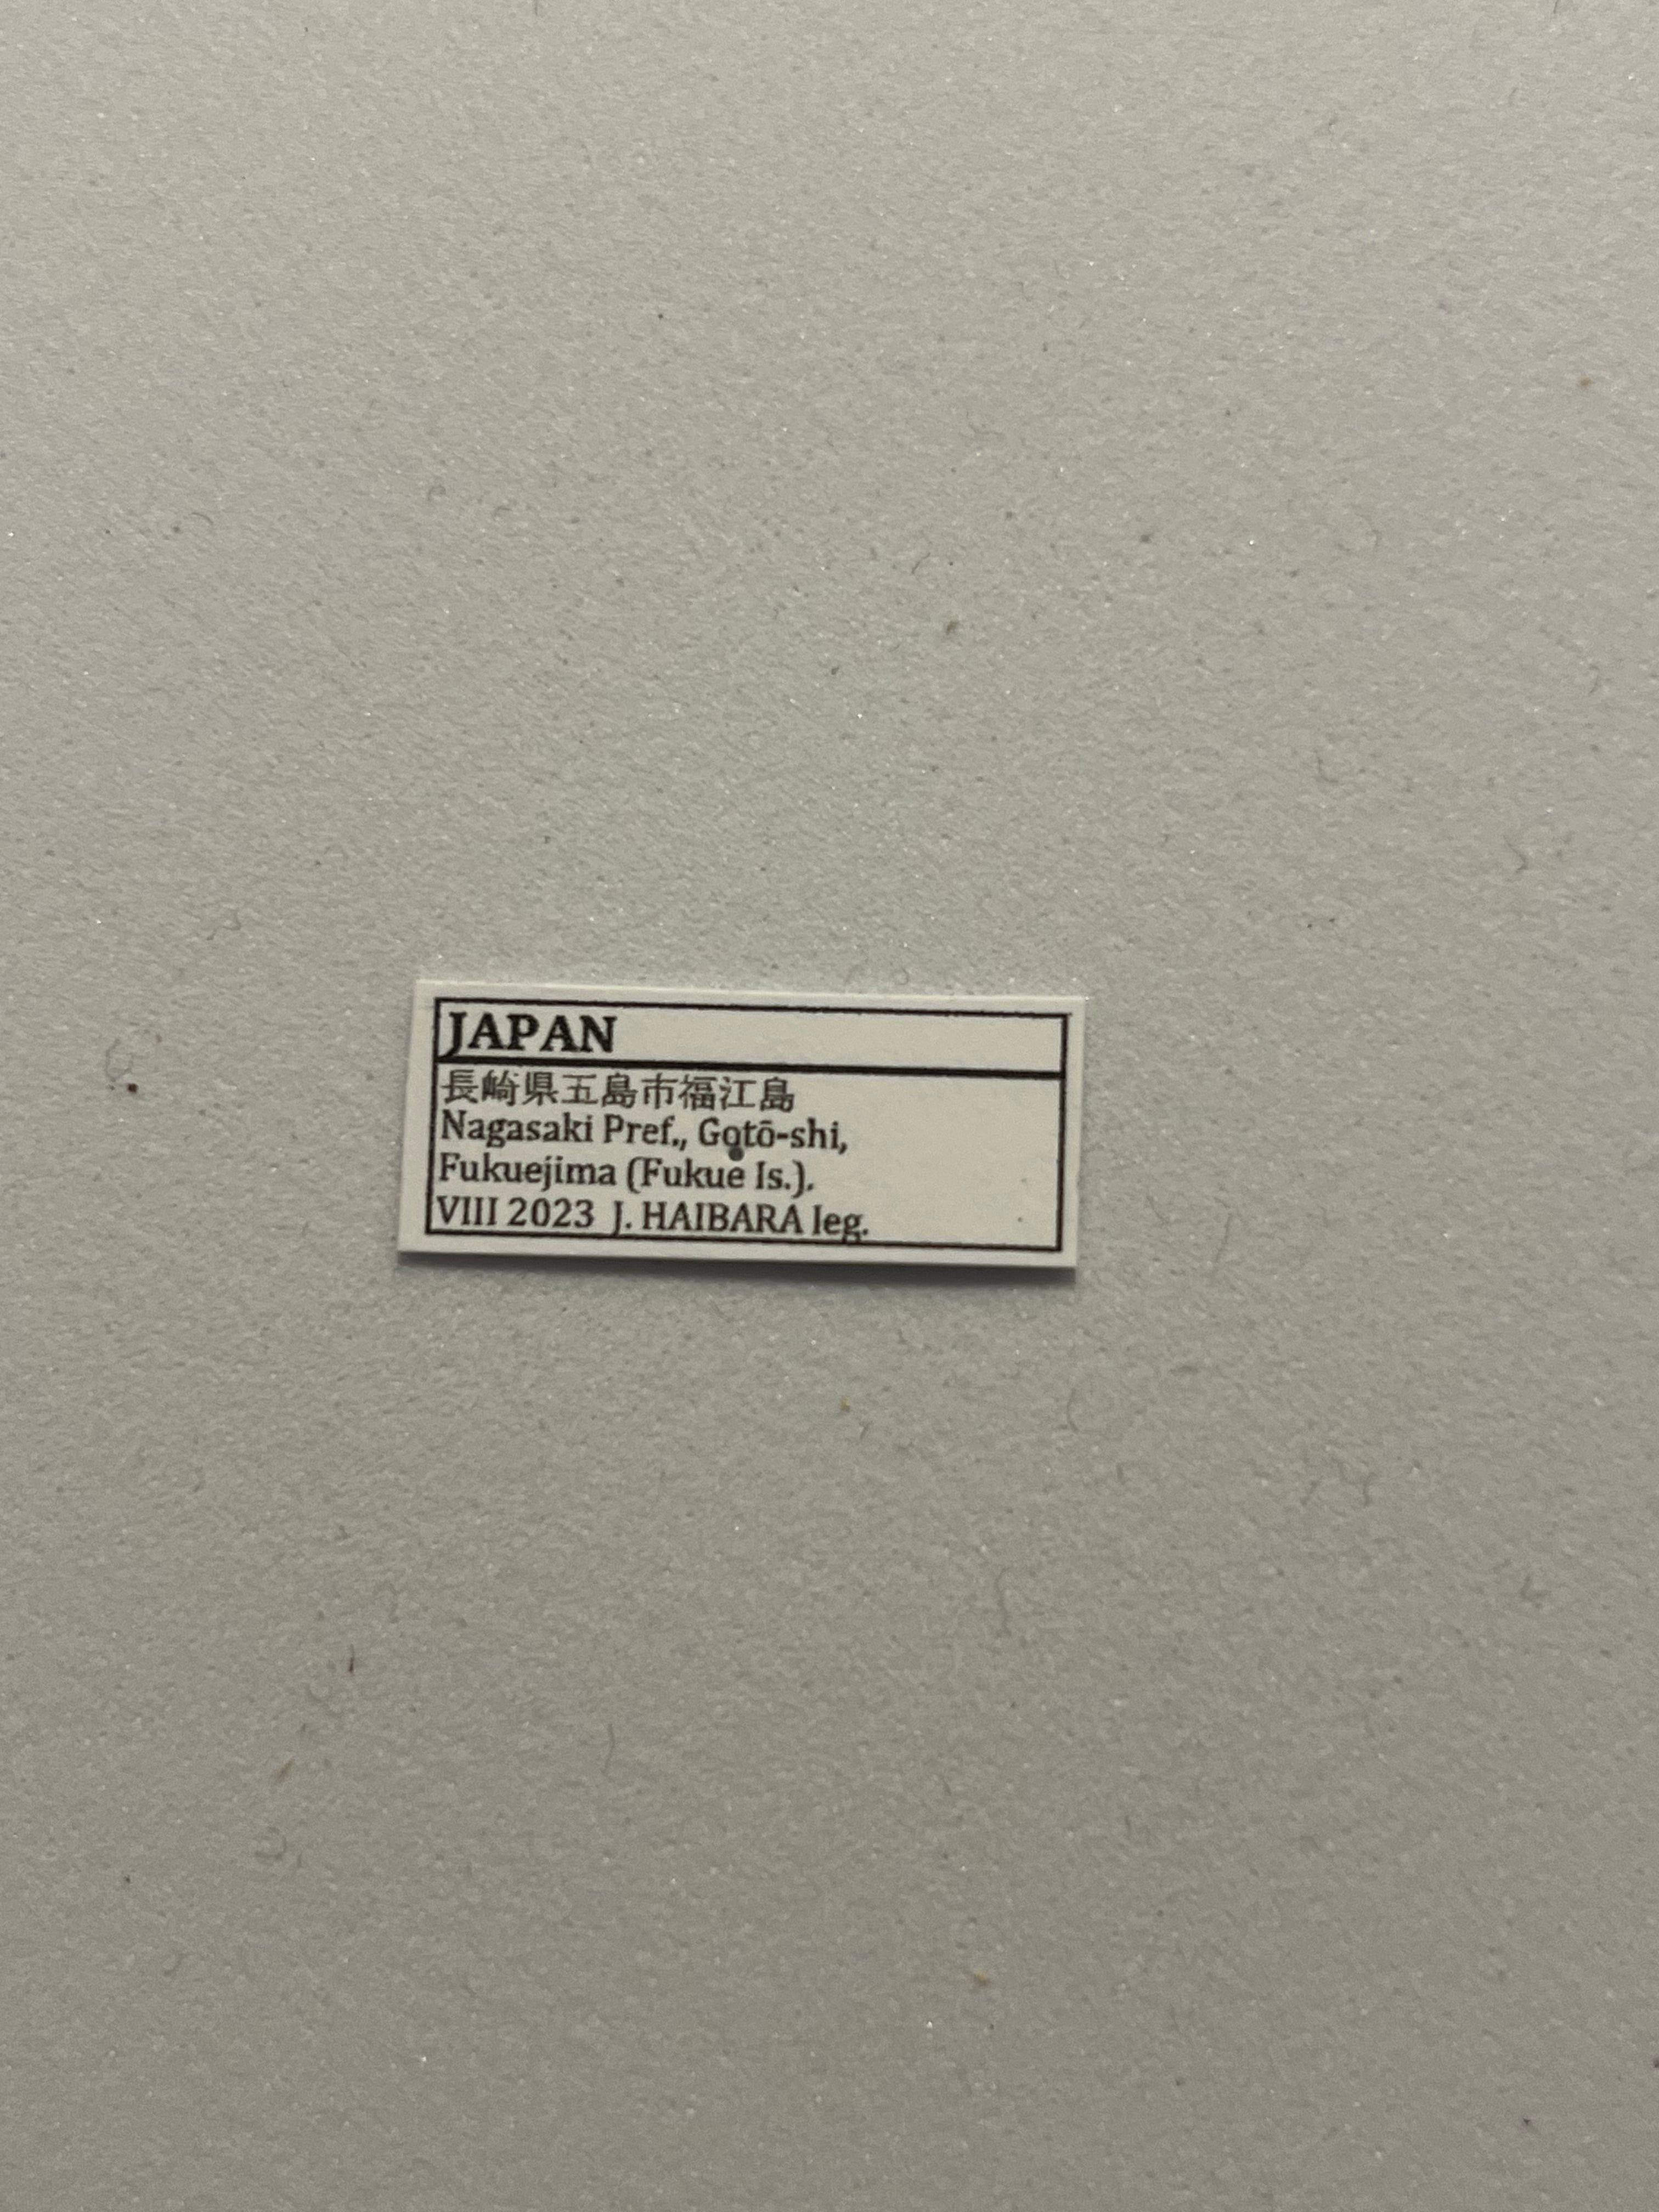 JAPAN
長崎県五島市福江島
Nagasaki Pref., Gotō-shi,
Fukuejima (Fukue Is.).
VIII 2023 J. HAIBARA leg.